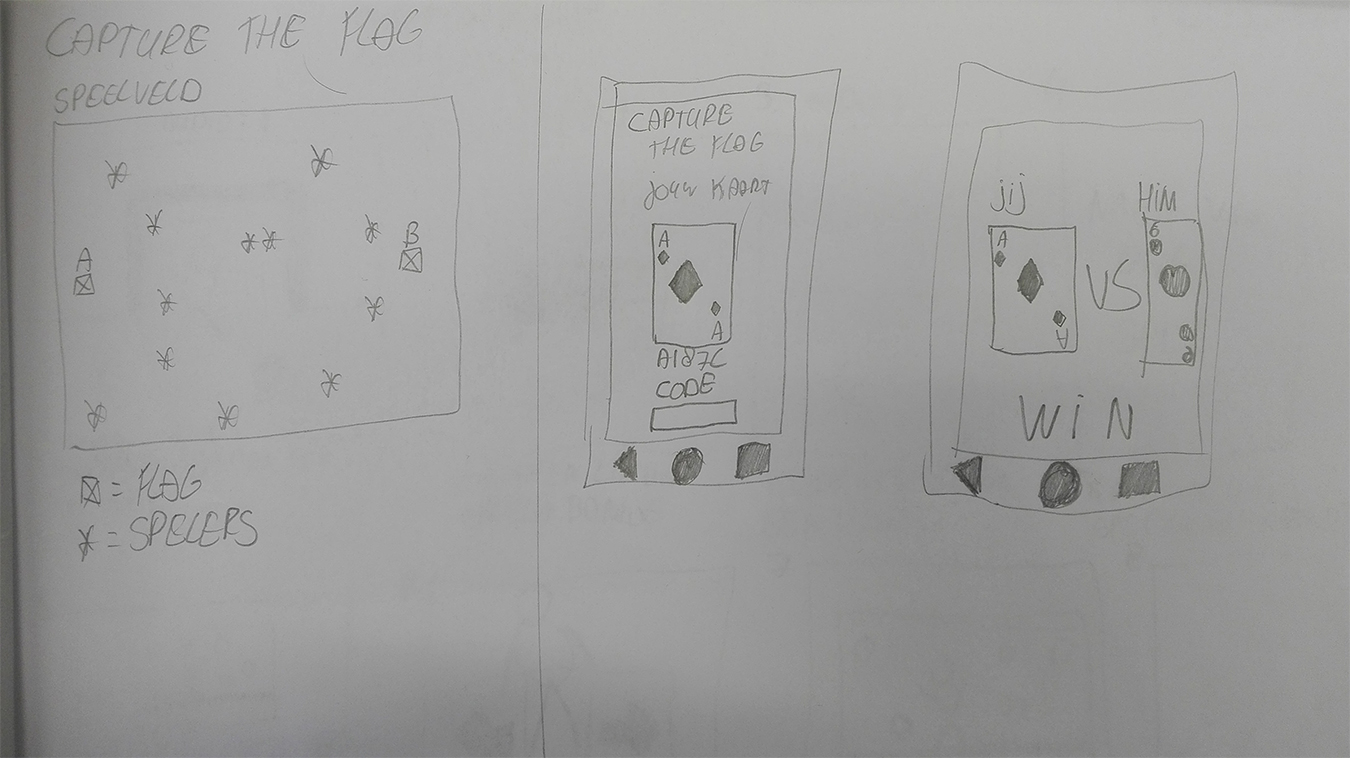 CAPTURE THE FLAG
SPEELVELD
A
B
= FLAG
= SPELERS
CAPTURE
THE FLAG
jouw KAART
A
A
A187C
CODE
jij
HiM
A
A
VS
6
6
WiN